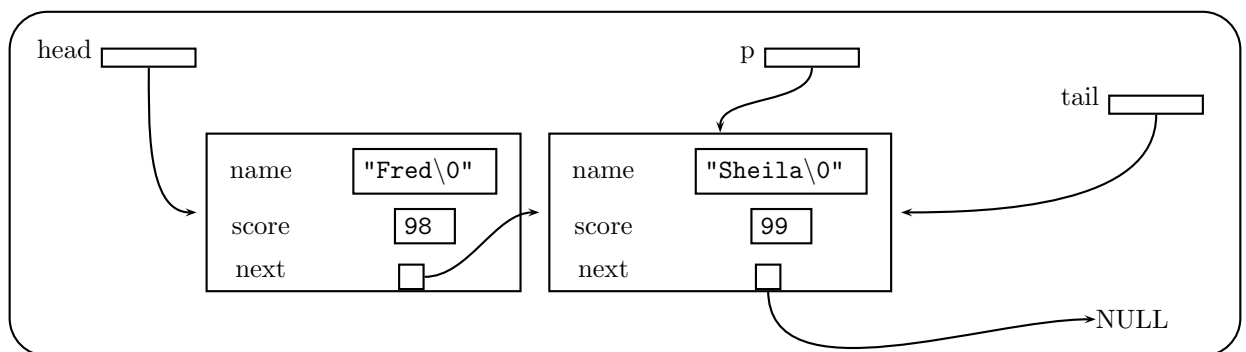 head
p
tail
name "Fred\0"
score 98
next
name "Sheila\0"
score 99
next
NULL